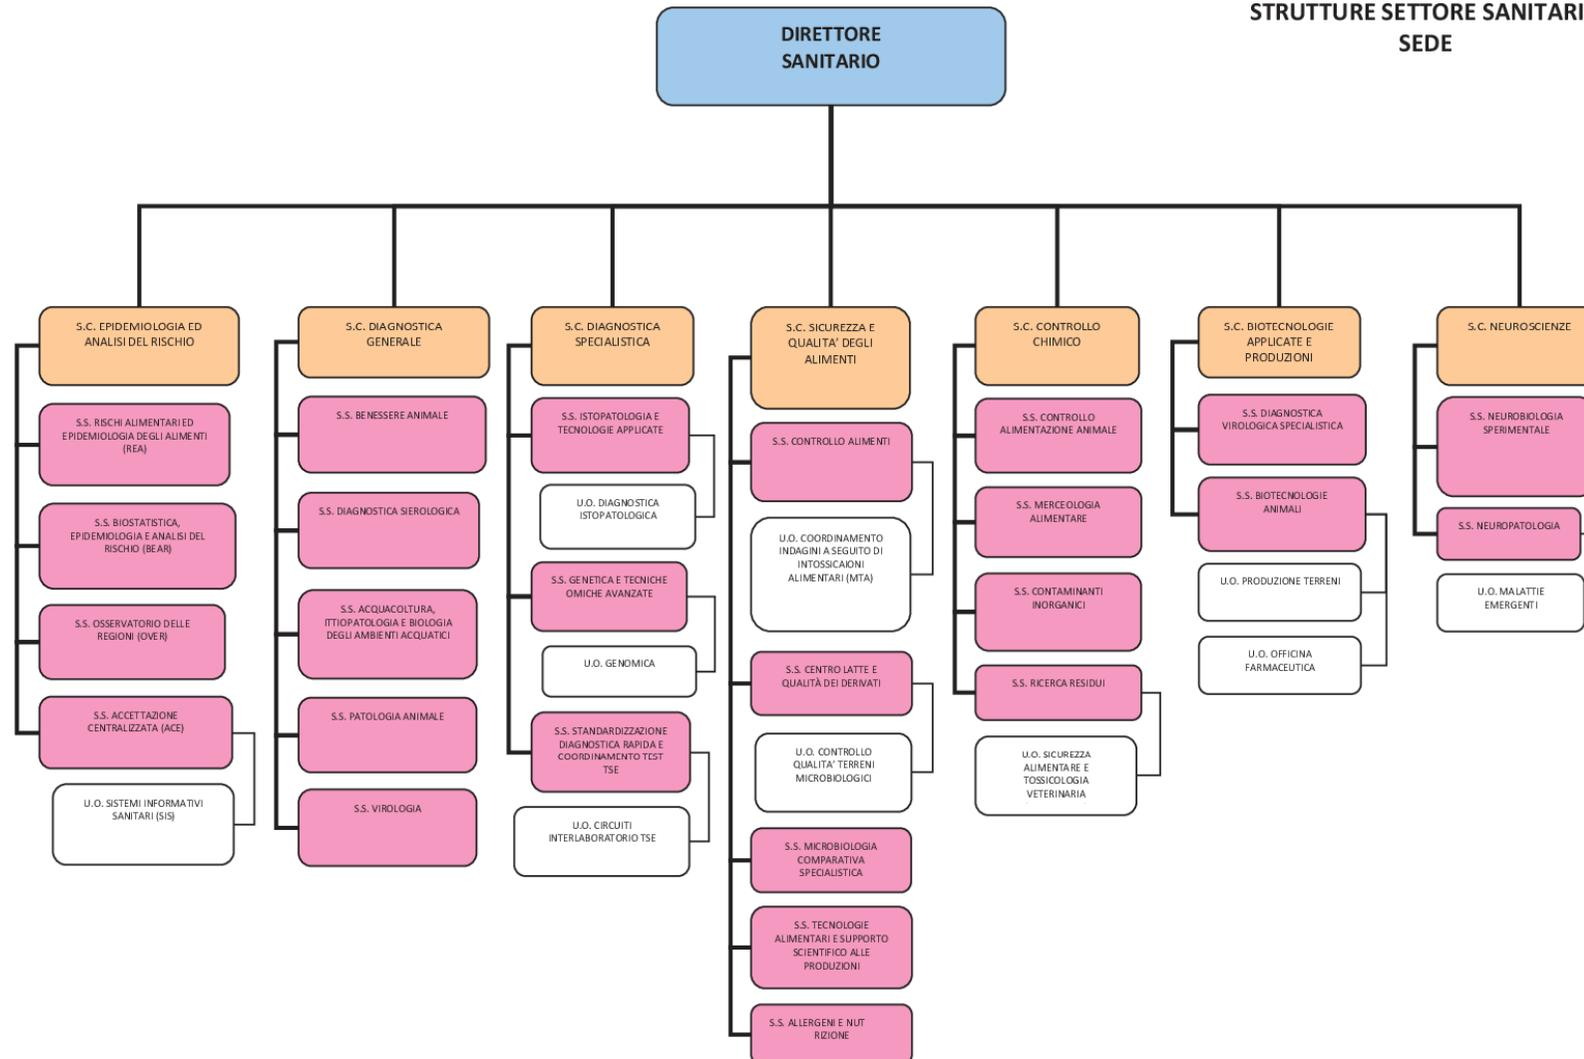 STRUTTURE SETTORE SANITARI
SEDE
DIRETTORE
SANITARIO
S.C. EPIDEMIOLOGIA ED
ANALISI DEL RISCHIO
S.S. RISCHI ALIMENTARI ED
EPIDEMIOLOGIA DEGLI ALIMENTI
(REA)
S.S. BIOSTATISTICA,
EPIDEMIOLOGIA E ANALISI DEL
RISCHIO (BEAR)
S.S. OSSERVATORIO DELLE
REGIONI (OVER)
S.S. ACCETTAZIONE
CENTRALIZZATA (ACE)
U.O. SISTEMI INFORMATIVI
SANITARI (SIS)
S.C. DIAGNOSTICA
GENERALE
S.S. BENESSERE ANIMALE
S.S. DIAGNOSTICA SIEROLOGICA
S.S. ACQUACOLTURA,
ITTIOPATOLOGIA E BIOLOGIA
DEGLI AMBIENTI ACQUATICI
S.S. PATOLOGIA ANIMALE
S.S. VIROLOGIA
S.C. DIAGNOSTICA
SPECIALISTICA
S.S. ISTOPATOLOGIA E
TECNOLOGIE APPLICATE
U.O. DIAGNOSTICA
ISTOPATOLOGICA
S.S. GENETICA E TECNICHE
OMICHE AVANZATE
U.O. GENOMICA
S.S. STANDARDIZZAZIONE
DIAGNOSTICA RAPIDA E
COORDINAMENTO TEST
TSE
U.O. CIRCUITI
INTERLABORATORIO TSE
S.C. SICUREZZA E
QUALITA' DEGLI
ALIMENTI
S.S. CONTROLLO ALIMENTI
U.O. COORDINAMENTO
INDAGINI A SEGUITO DI
INTOSSICAIONI
ALIMENTARI (MTA)
S.S. CENTRO LATTE E
QUALITÀ DEI DERIVATI
U.O. CONTROLLO
QUALITA' TERRENI
MICROBIOLOGICI
S.S. MICROBIOLOGIA
COMPARATIVA
SPECIALISTICA
S.S. TECNOLOGIE
ALIMENTARI E SUPPORTO
SCIENTIFICO ALLE
PRODUZIONI
S.S. ALLERGENI E NUT
RIZIONE
S.C. CONTROLLO
CHIMICO
S.S. CONTROLLO
ALIMENTAZIONE ANIMALE
S.S. MERCEOLOGIA
ALIMENTARE
S.S. CONTAMINANTI
INORGANICI
S.S. RICERCA RESIDUI
U.O. SICUREZZA
ALIMENTARE E
TOSSICOLOGIA
VETERINARIA
S.C. BIOTECNOLOGIE
APPLICATE E
PRODUZIONI
S.S. DIAGNOSTICA
VIROLOGICA SPECIALISTICA
S.S. BIOTECNOLOGIE
ANIMALI
U.O. PRODUZIONE TERRENI
U.O. OFFICINA
FARMACEUTICA
S.C. NEUROSCIENZE
S.S. NEUROBIOLOGIA
SPERIMENTALE
S.S. NEUROPATOLOGIA
U.O. MALATTIE
EMERGENTI